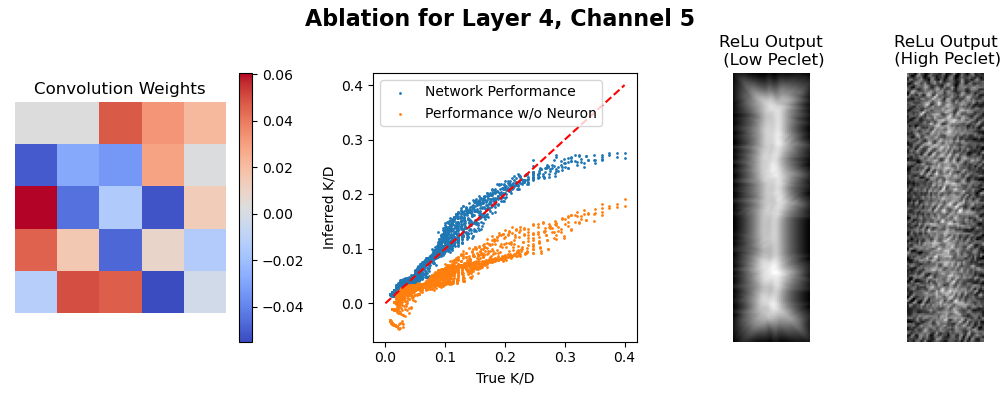 Ablation for Layer 4, Channel 5
Convolution Weights
0.06
0.04
0.02
0.00
−0.02
−0.04
Network Performance
Performance w/o Neuron
Inferred K/D
0.4
0.3
0.2
0.1
0.0
0.0 0.1 0.2 0.3 0.4
True K/D
ReLu Output
(Low Peclet)
ReLu Output
(High Peclet)